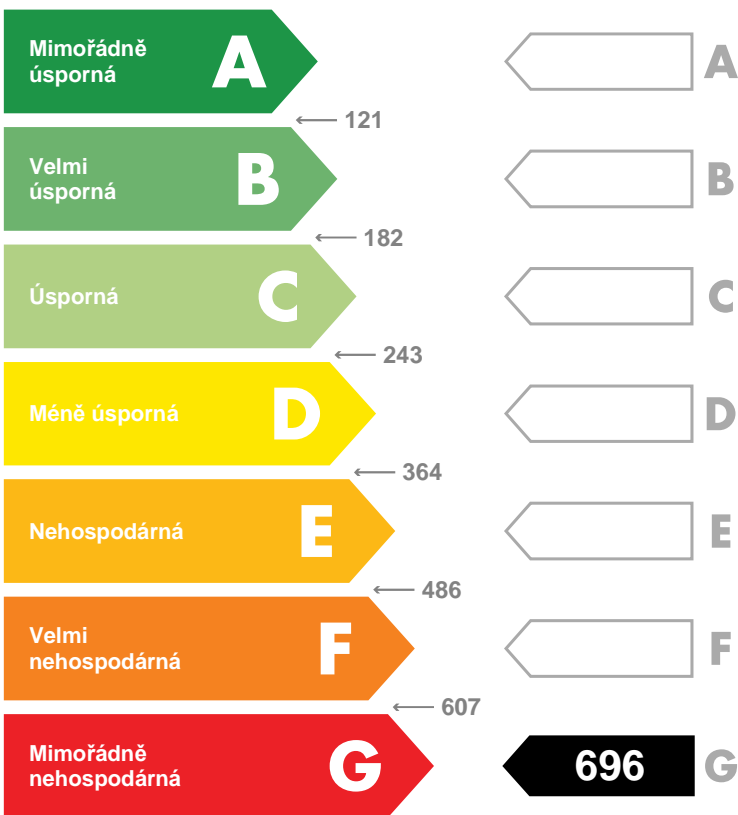 Mimořádně
úsporná
A
A
← 121
Velmi
úsporná
B
B
← 182
Úsporná
C
C
← 243
Méně úsporná
D
D
← 364
Nehospodárná
E
E
← 486
Velmi
nehospodárná
F
F
← 607
Mimořádně
nehospodárná
G
696
G